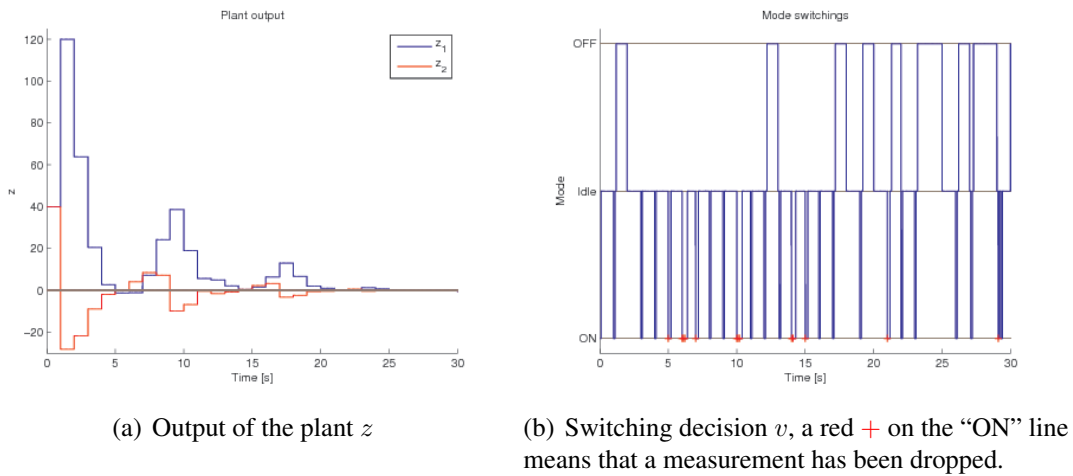 Plant output
120
100
80
60
40
20
0
−20
z
z1
z2
0
5
10
15
20
25
30
Time [s]
Mode switchings
OFF
Idle
ON
Mode
0
5
10
15
20
25
30
Time [s]
(a) Output of the plant z
(b) Switching decision v, a red + on the “ON” line
means that a measurement has been dropped.